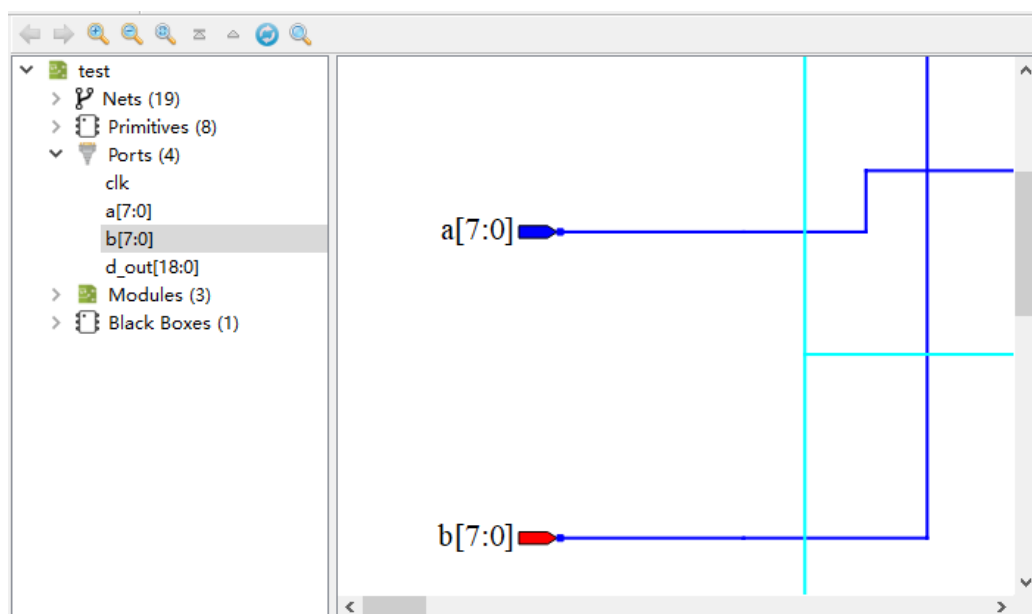 test
Nets (19)
Primitives (8)
Ports (4)
clk
a[7:0]
b[7:0]
d_out[18:0]
Modules (3)
Black Boxes (1)
a[7:0]
b[7:0]